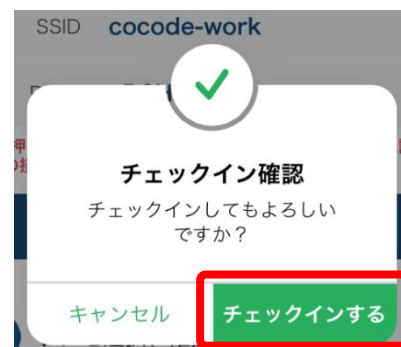 SSID cocode-work
チェックイン確認
チェックインしてもよろしい
ですか？
キャンセル チェックインする